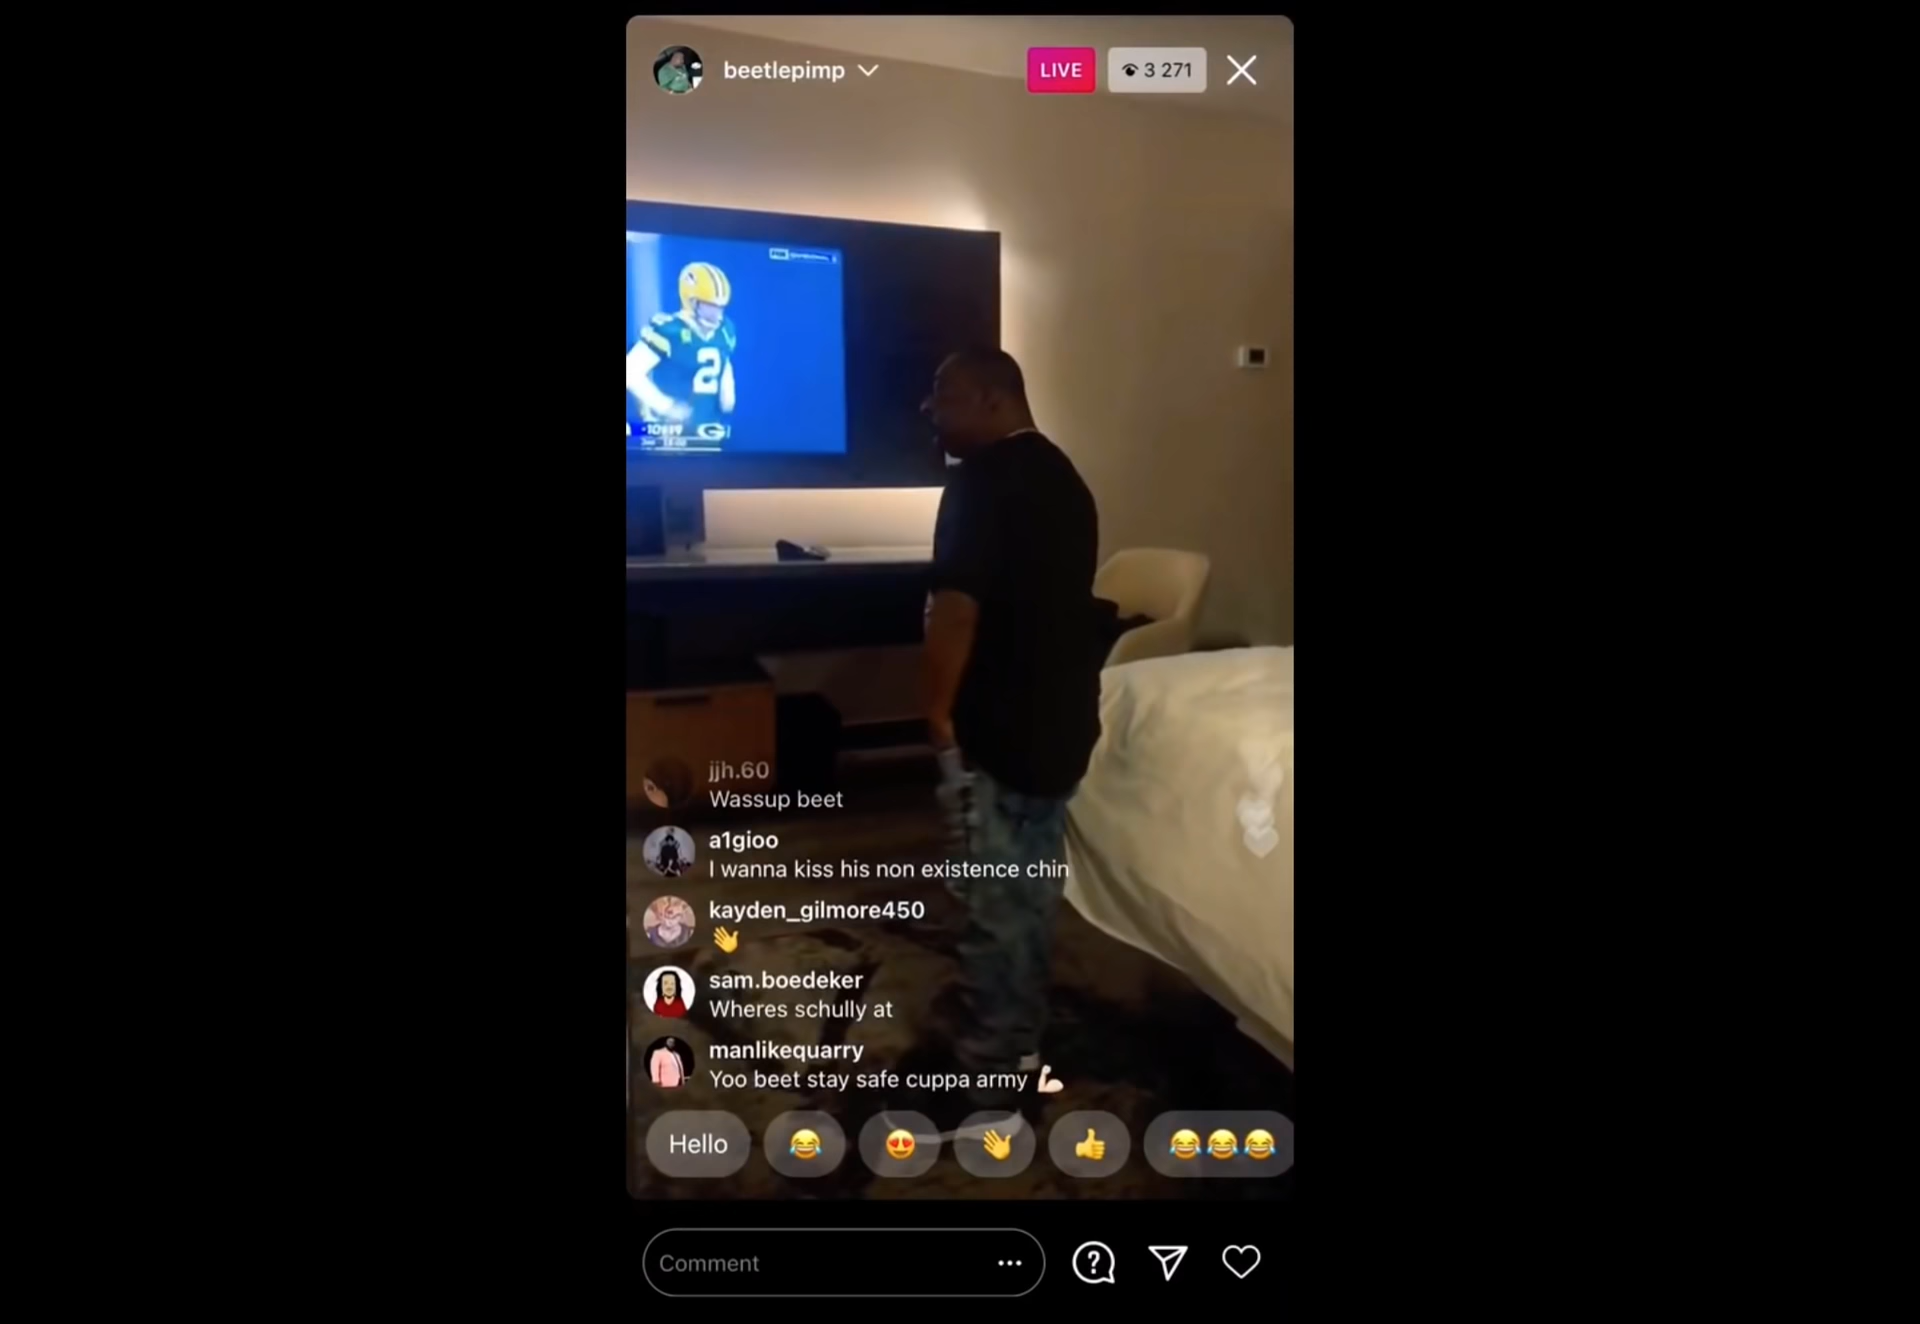 beetlepimp
LIVE
3 271
2
G
jjh.60
Wassup beet
a1gioo
I wanna kiss his non existence chin
kayden_gilmore450
👋
sam.boedeker
Wheres schully at
manlikequarry
Yoo beet stay safe cuppa army 💪🏻
Hello 😂 😍 👋 👍 😂😂😂
Comment